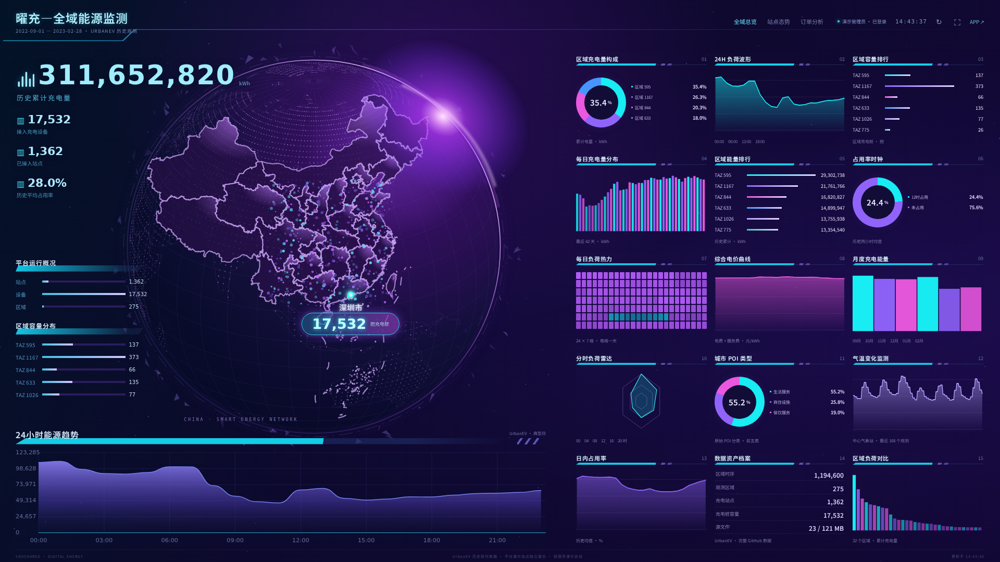 曜充—全域能源监测
2022-09-01 — 2023-02-28 • URBANEV 历史观测
全域总览 站点态势 订单分析 演示管理员 • 已登录 14:43:37 APP↗
311,652,820 kWh
历史累计充电量
17,532
接入充电设备
1,362
已接入站点
28.0%
历史平均占用率
平台运行概况
站点 1,362
设备 17,532
区域 275
区域容量分布
TAZ 595 137
TAZ 1167 373
TAZ 844 66
TAZ 633 135
TAZ 1026 77
深圳市
17,532 把充电桩
CHINA · SMART ENERGY NETWORK
24小时能源趋势
UrbanEV • 典型日
123,285
98,628
73,971
49,314
24,657
0
00:00 03:00 06:00 09:00 12:00 15:00 18:00 21:00
区域充电量构成 01
35.4%
区域 595 35.4%
区域 1167 26.3%
区域 844 20.3%
区域 633 18.0%
累计电量 • kWh
24H 负荷波形 02
00:00 06:00 12:00 18:00
区域容量排行 03
TAZ 595 137
TAZ 1167 373
TAZ 844 66
TAZ 633 135
TAZ 1026 77
TAZ 775 26
区域充电桩 • 把
每日充电量分布 04
最近 42 天 • kWh
区域能量排行 05
TAZ 595 29,302,738
TAZ 1167 21,761,766
TAZ 844 16,820,827
TAZ 633 14,899,947
TAZ 1026 13,755,938
TAZ 775 13,354,540
历史累计 • kWh
占用率时钟 06
24.4%
12时占用 24.4%
未占用 75.6%
历史同小时均值
每日负荷热力 07
24 × 7 格 • 每格一天
综合电价曲线 08
电费 + 服务费 • 元/kWh
月度充电能量 09
09月 10月 11月 12月 01月 02月
分时负荷雷达 10
00 04 08 12 16 20 时
城市 POI 类型 11
55.2%
生活服务 55.2%
商住设施 25.8%
餐饮服务 19.0%
原始 POI 分类 • 前五类
气温变化监测 12
中心气象站 • 最近 168 个观测
日内占用率 13
历史均值 • %
数据资产档案 14
区域时序 1,194,600
观测区域 275
充电站点 1,362
充电桩容量 17,532
源文件 23 / 121 MB
UrbanEV • 完整 GitHub 数据
区域负荷对比 15
32 个区域 • 累计充电量
YAOCHARGE • DIGITAL ENERGY
UrbanEV 历史研究数据 • 平台演示站点独立展示 • 管理员演示会话
更新于 14:43:36